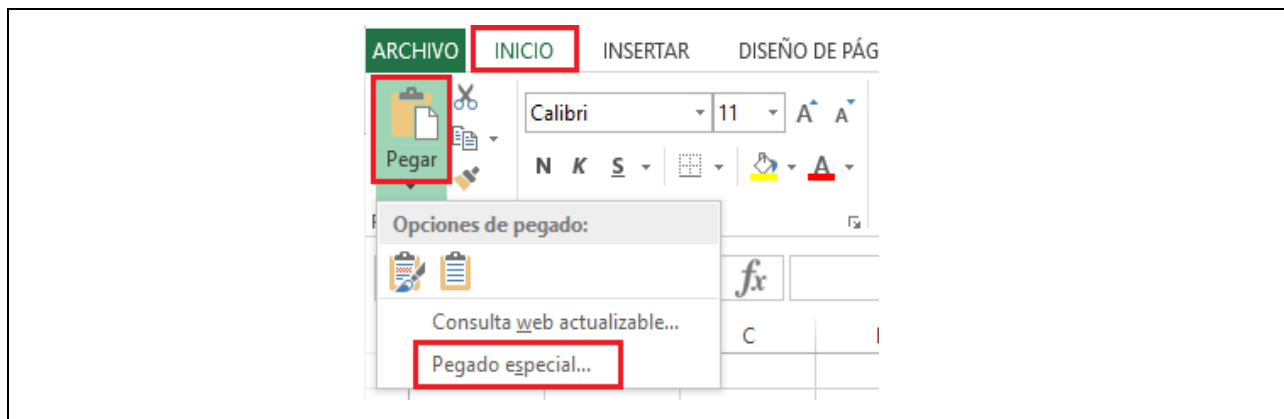 ARCHIVO INICIO INSERTAR DISEÑO DE PÁG
Calibri 11 A A
Pegar N K S A
Opciones de pegado:
fx
Consulta web actualizable...
C
Pegado especial...